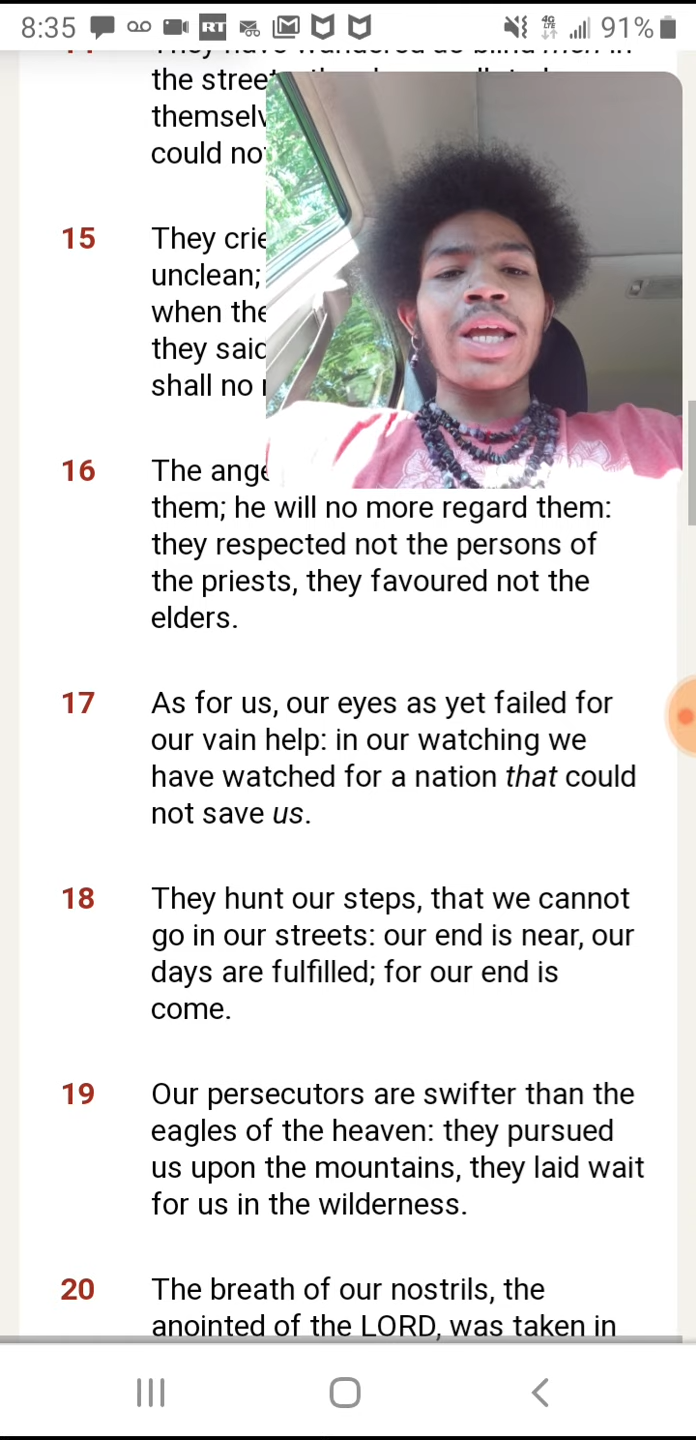 8:35 RT 4G LTE 91%
the
themselv
could no
15 They crie
unclean;
when the
they said
shall no
16 The ange
them; he will no more regard them:
they respected not the persons of
the priests, they favoured not the
elders.
17 As for us, our eyes as yet failed for
our vain help: in our watching we
have watched for a nation that could
not save us.
18 They hunt our steps, that we cannot
go in our streets: our end is near, our
days are fulfilled; for our end is
come.
19 Our persecutors are swifter than the
eagles of the heaven: they pursued
us upon the mountains, they laid wait
for us in the wilderness.
20 The breath of our nostrils, the
anointed of the LORD, was taken in